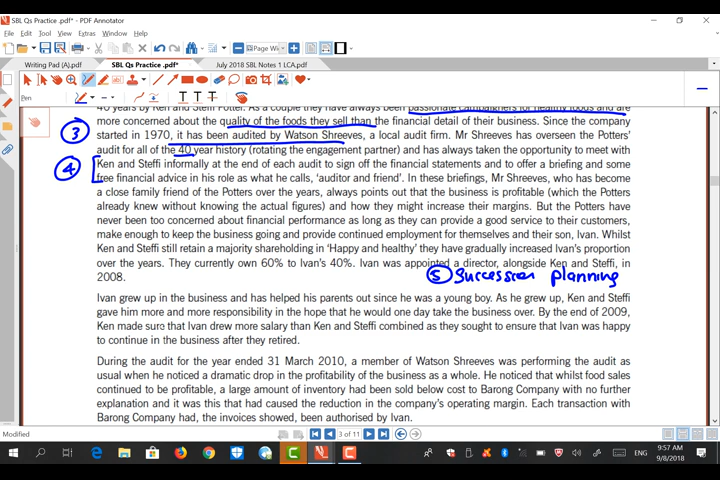 SBL Qs Practice .pdf* - PDF Annotator
File Edit Tools Extras Window Help
Writing Pad (A).pdf
SBL Qs Practice .pdf*
July 2018 SBL Notes 1 LCA.pdf
Pen
40 years by Ken and Steffi Potter. As a couple they have always been passionate campaigners for healthy foods and are
more concerned about the quality of the foods they sell than the financial detail of their business. Since the company
3 started in 1970, it has been audited by Watson Shreeves, a local audit firm. Mr Shreeves has overseen the Potters'
audit for all of the 40 year history (rotating the engagement partner) and has always taken the opportunity to meet with
4 Ken and Steffi informally at the end of each audit to sign off the financial statements and to offer a briefing and some
free financial advice in his role as what he calls, 'auditor and friend'. In these briefings, Mr Shreeves, who has become
a close family friend of the Potters over the years, always points out that the business is profitable (which the Potters
already knew without knowing the actual figures) and how they might increase their margins. But the Potters have
never been too concerned about financial performance as long as they can provide a good service to their customers,
make enough to keep the business going and provide continued employment for themselves and their son, Ivan. Whilst
Ken and Steffi still retain a majority shareholding in 'Happy and healthy' they have gradually increased Ivan's proportion
over the years. They currently own 60% to Ivan's 40%. Ivan was appointed a director, alongside Ken and Steffi, in
2008.
5 Succession planning
Ivan grew up in the business and has helped his parents out since he was a young boy. As he grew up, Ken and Steffi
gave him more and more responsibility in the hope that he would one day take the business over. By the end of 2009,
Ken made sure that Ivan drew more salary than Ken and Steffi combined as they sought to ensure that Ivan was happy
to continue in the business after they retired.
During the audit for the year ended 31 March 2010, a member of Watson Shreeves was performing the audit as
usual when he noticed a dramatic drop in the profitability of the business as a whole. He noticed that whilst food sales
continued to be profitable, a large amount of inventory had been sold below cost to Barong Company with no further
explanation and it was this that had caused the reduction in the company's operating margin. Each transaction with
Barong Company had, the invoices showed, been authorised by Ivan.
Modified
3 of 11
9:57 AM
9/8/2018